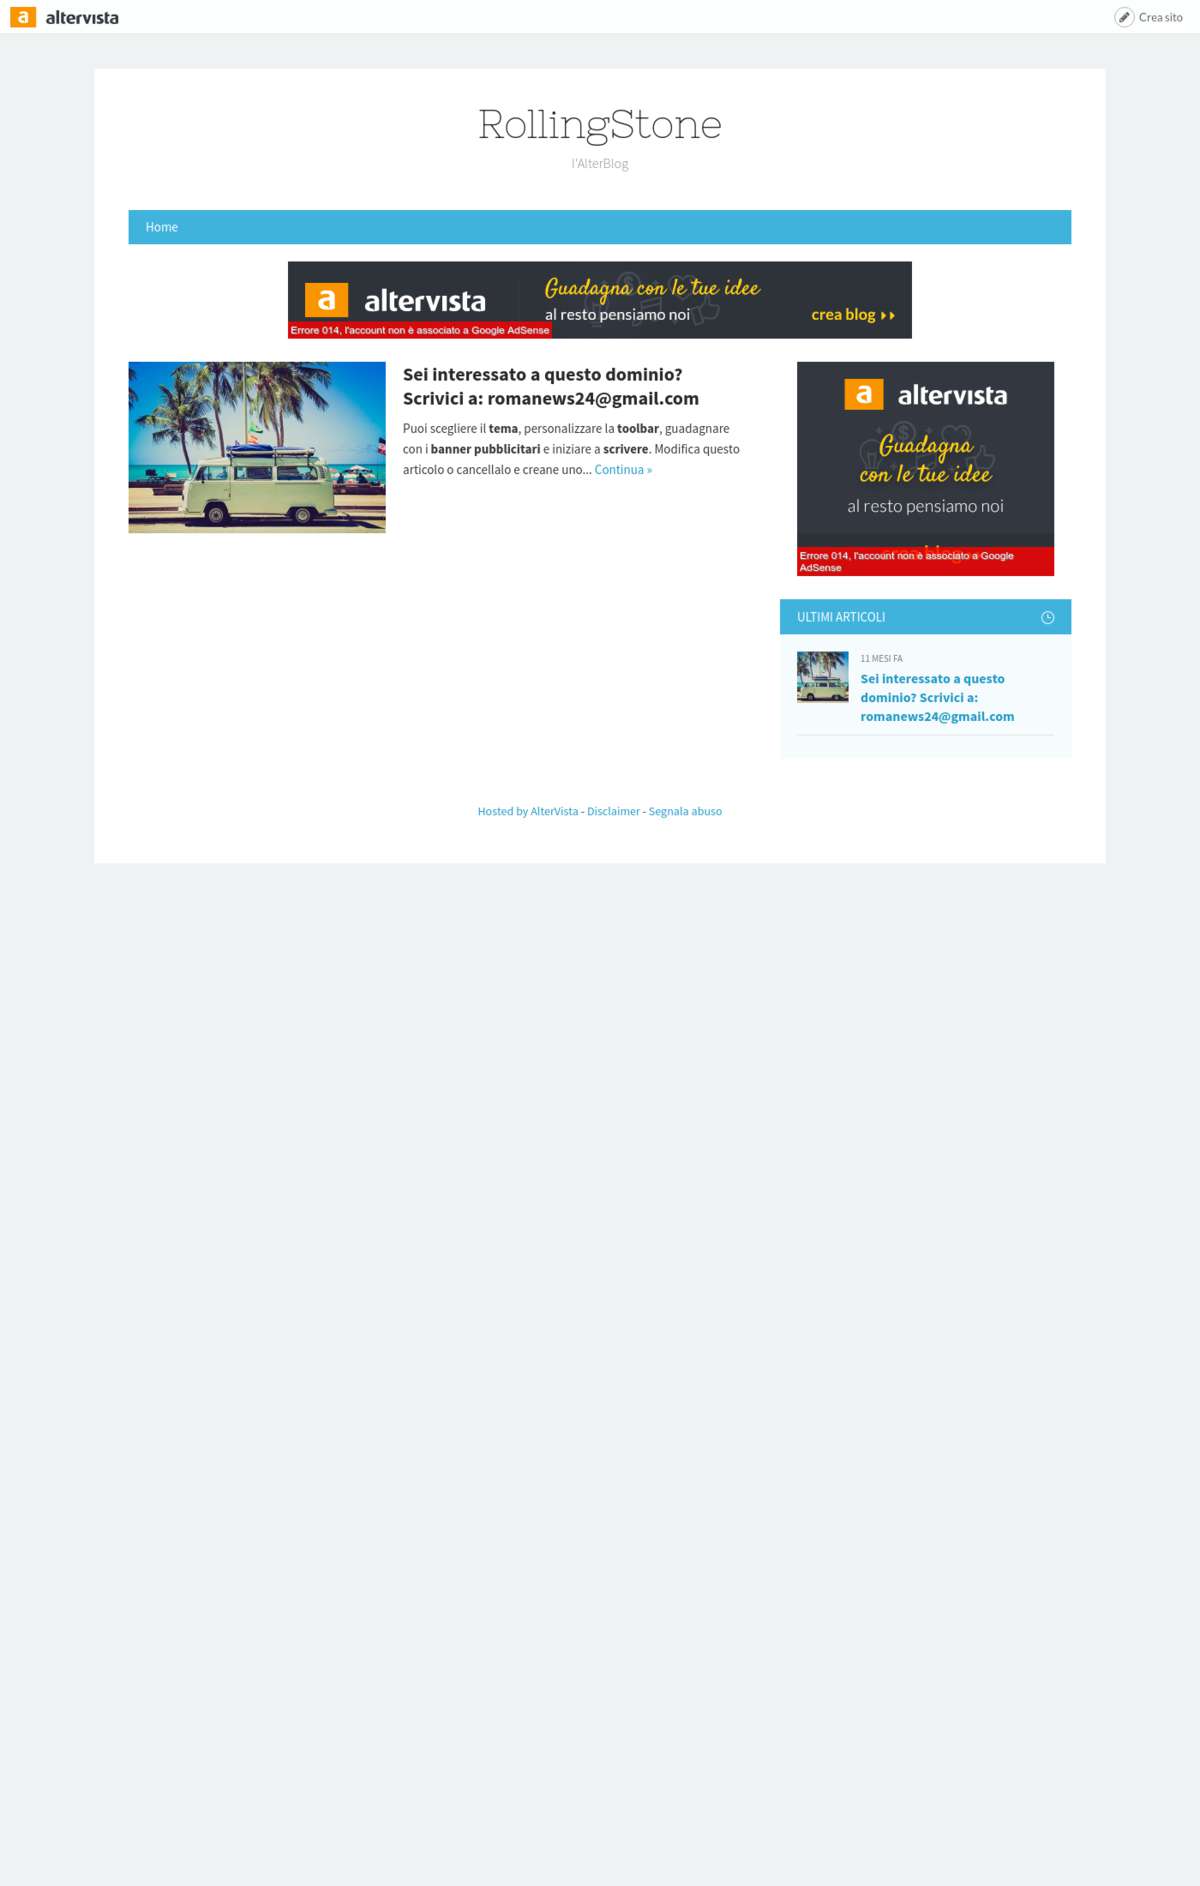 a altervista
Crea sito
RollingStone
l'AlterBlog
Home
a altervista
Guadagna con le tue idee
al resto pensiamo noi
crea blog
Errore 014, l'account non è associato a Google AdSense
Sei interessato a questo dominio?
Scrivici a: romanews24@gmail.com
Puoi scegliere il tema, personalizzare la toolbar, guadagnare
con i banner pubblicitari e iniziare a scrivere. Modifica questo
articolo o cancellalo e creane uno... Continua »
a altervista
Guadagna
con le tue idee
al resto pensiamo noi
Errore 014, l'account non è associato a Google
AdSense
ULTIMI ARTICOLI
11 MESI FA
Sei interessato a questo
dominio? Scrivici a:
romanews24@gmail.com
Hosted by AlterVista - Disclaimer - Segnala abuso